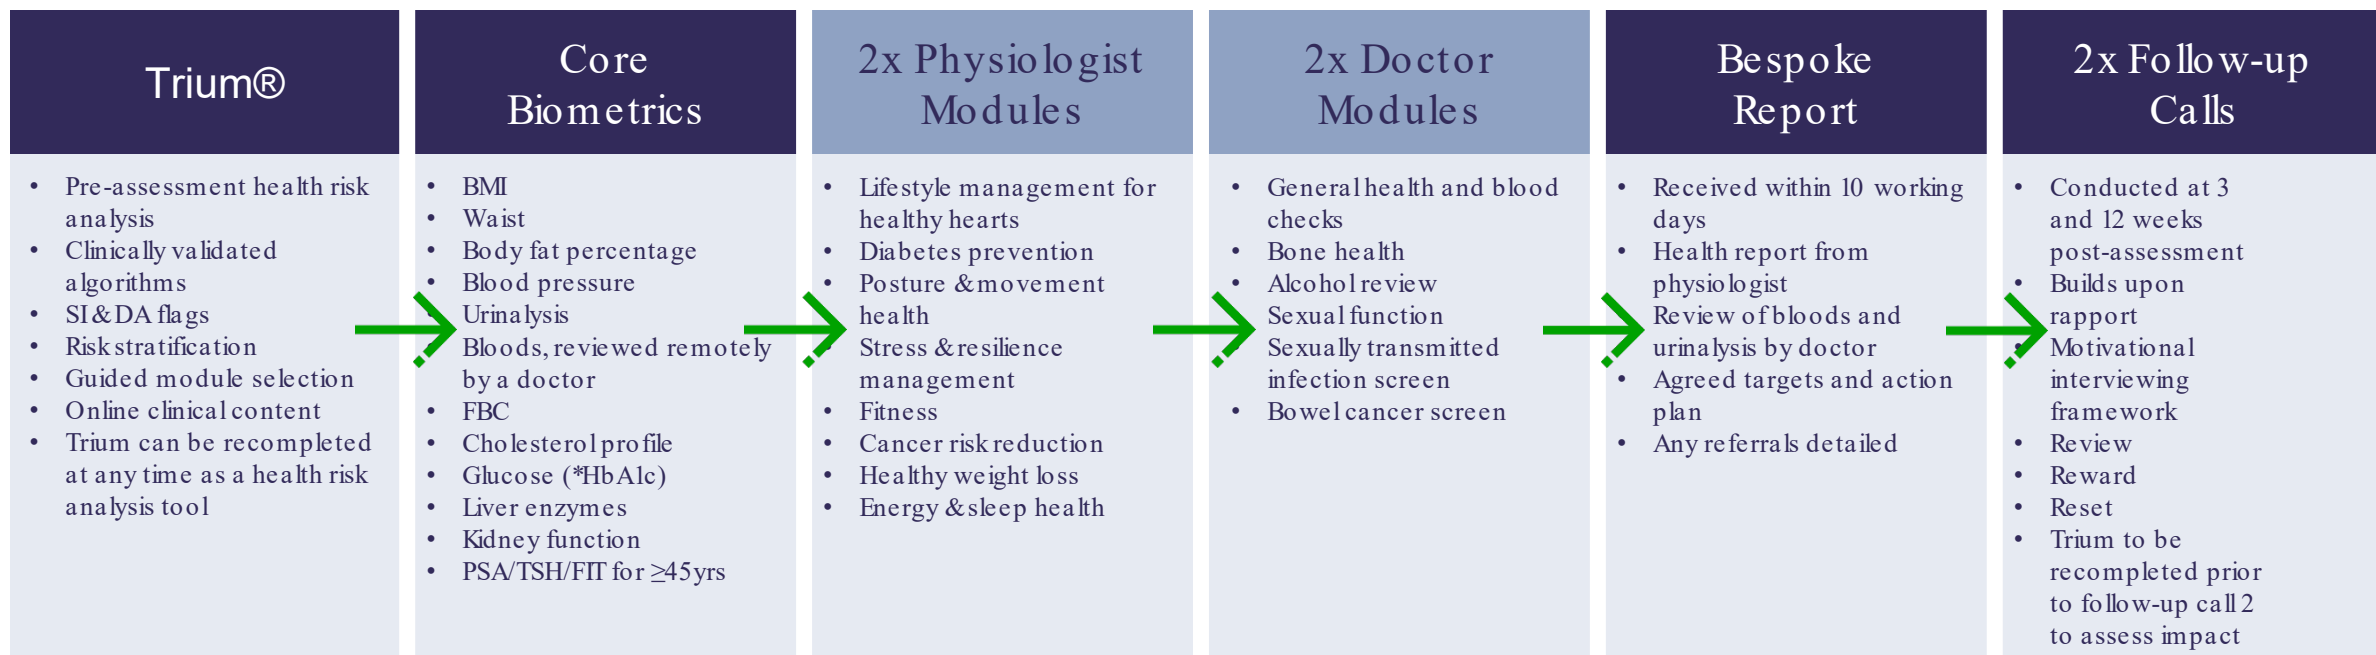 Trium®
• Pre-assessment health risk
analysis
• Clinically validated
algorithms
• SI & DA flags
• Risk stratification
• Guided module selection
• Online clinical content
• Trium can be recompleted
at any time as a health risk
analysis tool
Core
Biometrics
• BMI
• Waist
• Body fat percentage
• Blood pressure
• Urinalysis
• Bloods, reviewed remotely
by a doctor
• FBC
• Cholesterol profile
• Glucose (*HbA1c)
• Liver enzymes
• Kidney function
• PSA/TSH/FIT for ≥45yrs
2x Physiologist
Modules
• Lifestyle management for
healthy hearts
• Diabetes prevention
• Posture & movement
health
• Stress & resilience
management
• Fitness
• Cancer risk reduction
• Healthy weight loss
• Energy & sleep health
2x Doctor
Modules
• General health and blood
checks
• Bone health
• Alcohol review
• Sexual function
• Sexually transmitted
infection screen
• Bowel cancer screen
Bespoke
Report
• Received within 10 working
days
• Health report from
physiologist
• Review of bloods and
urinalysis by doctor
• Agreed targets and action
plan
• Any referrals detailed
2x Follow-up
Calls
• Conducted at 3
and 12 weeks
post-assessment
• Builds upon
rapport
• Motivational
interviewing
framework
• Review
• Reward
• Reset
• Trium to be
recompleted prior
to follow-up call 2
to assess impact